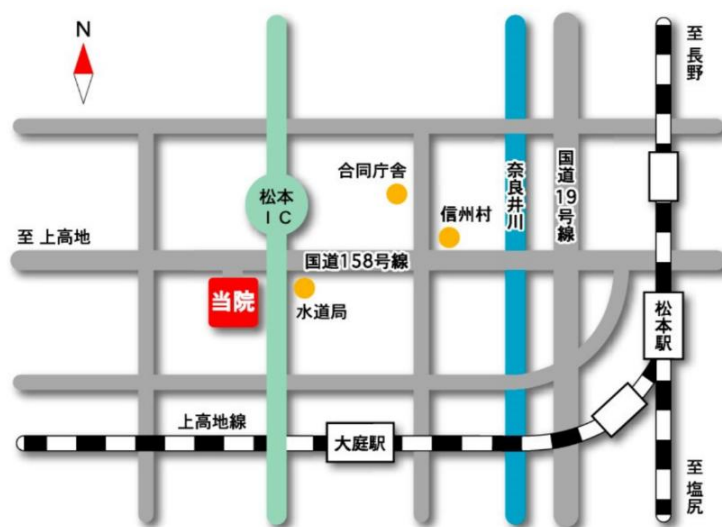 N
至 長野
合同庁舎
松本
IC
信州村
奈良井川
国道19号線
至 上高地
国道158号線
当院
水道局
松本駅
上高地線
大庭駅
至 塩尻